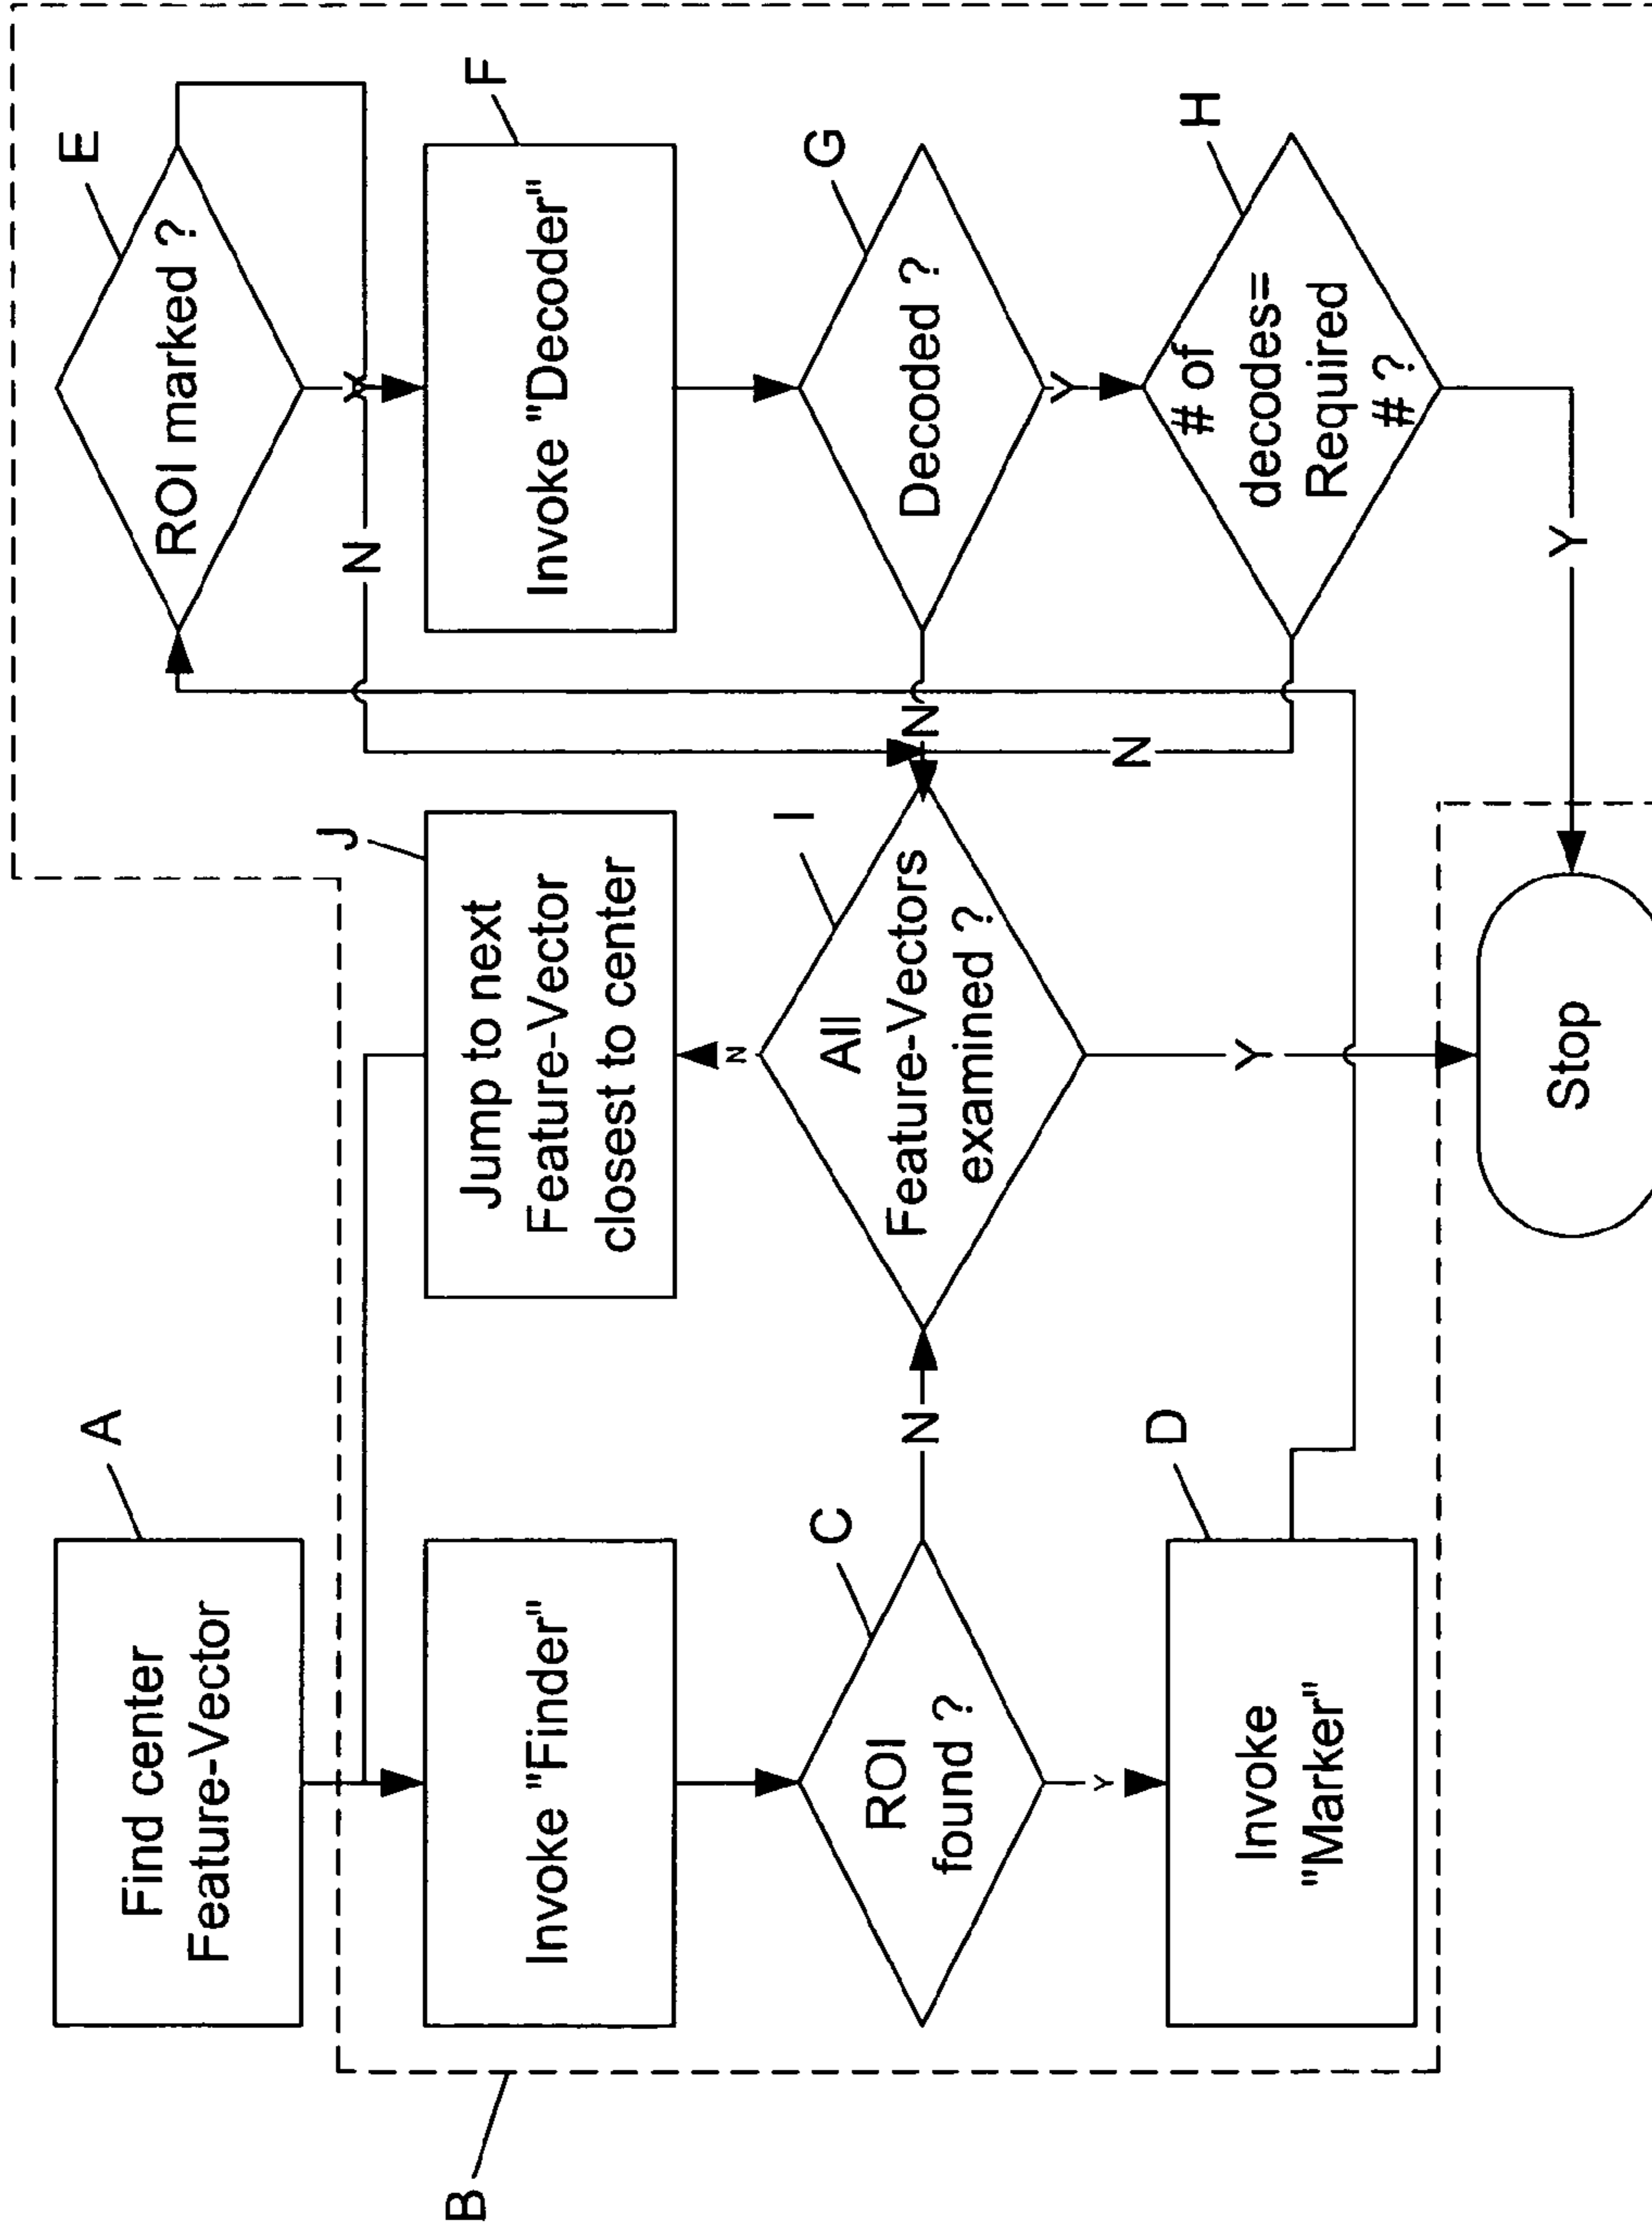 A
Find center
Feature-Vector
B
Invoke "Finder"
C
ROI
found ?
N
Y
D
Invoke
"Marker"
J
Jump to next
Feature-Vector
closest to center
N
I
All
Feature-Vectors
examined ?
Y
Stop
E
ROI marked ?
Y
N
F
Invoke "Decoder"
G
Decoded ?
N
Y
H
# of
decodes=
Required
# ?
N
Y